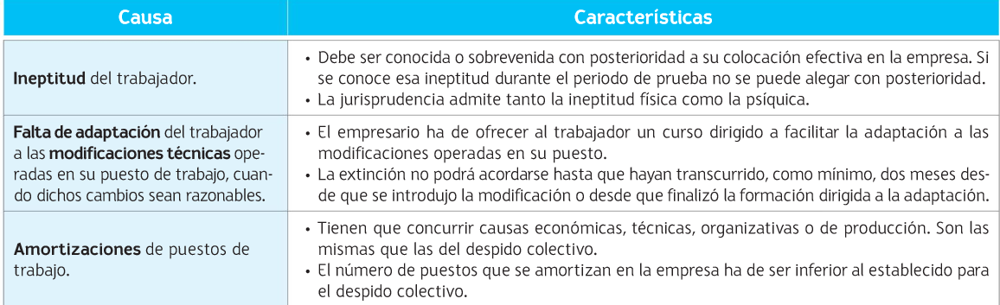 Causa
Características
Ineptitud del trabajador.
• Debe ser conocida o sobrevenida con posterioridad a su colocación efectiva en la empresa. Si
se conoce esa ineptitud durante el periodo de prueba no se puede alegar con posterioridad.
• La jurisprudencia admite tanto la ineptitud física como la psíquica.
Falta de adaptación del trabajador
a las modificaciones técnicas ope-
radas en su puesto de trabajo, cuan-
do dichos cambios sean razonables.
• El empresario ha de ofrecer al trabajador un curso dirigido a facilitar la adaptación a las
modificaciones operadas en su puesto.
• La extinción no podrá acordarse hasta que hayan transcurrido, como mínimo, dos meses des-
de que se introdujo la modificación o desde que finalizó la formación dirigida a la adaptación.
Amortizaciones de puestos de
trabajo.
• Tienen que concurrir causas económicas, técnicas, organizativas o de producción. Son las
mismas que las del despido colectivo.
• El número de puestos que se amortizan en la empresa ha de ser inferior al establecido para
el despido colectivo.